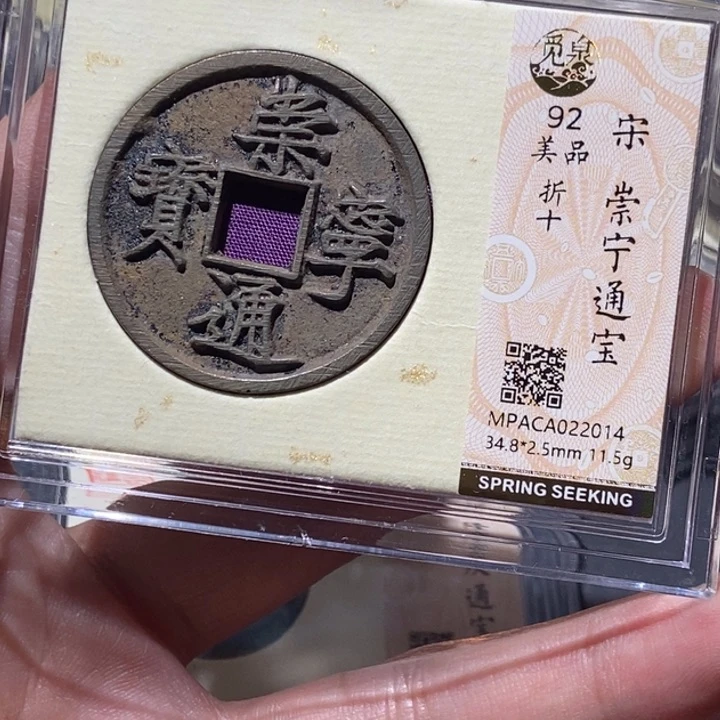 崇
寧
通
寶
觅泉
92
美品
折十
宋 崇宁通宝
MPACA022014
34.8*2.5mm 11.5g
SPRING SEEKING